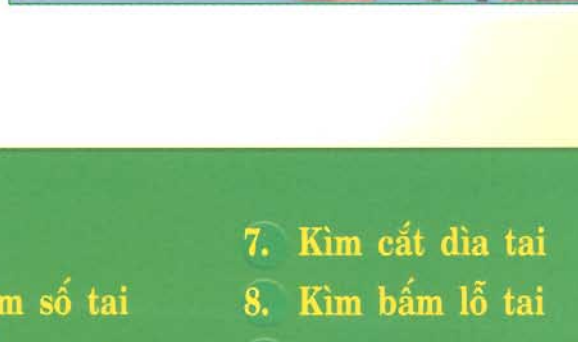 7. Kìm cắt dìa tai
m số tai
8. Kìm bấm lỗ tai